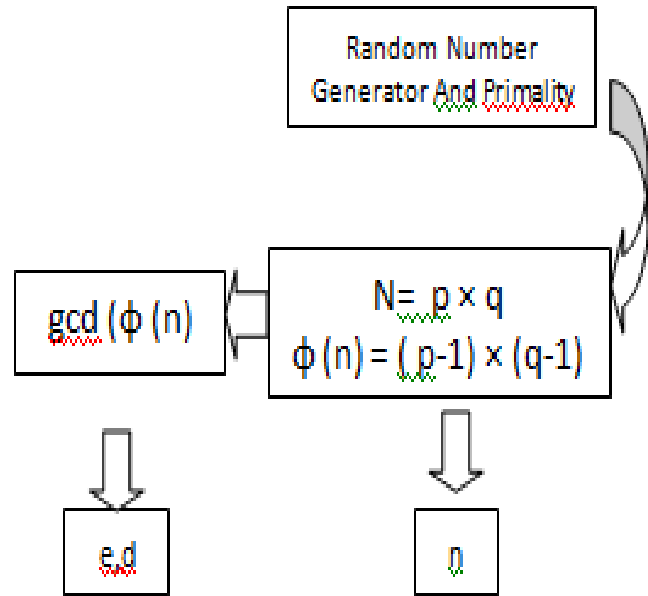 Random Number
Generator And Primality
N= p × q
ϕ (n) = ( p-1) × (q-1)
gcd (ϕ (n)
e,d
n